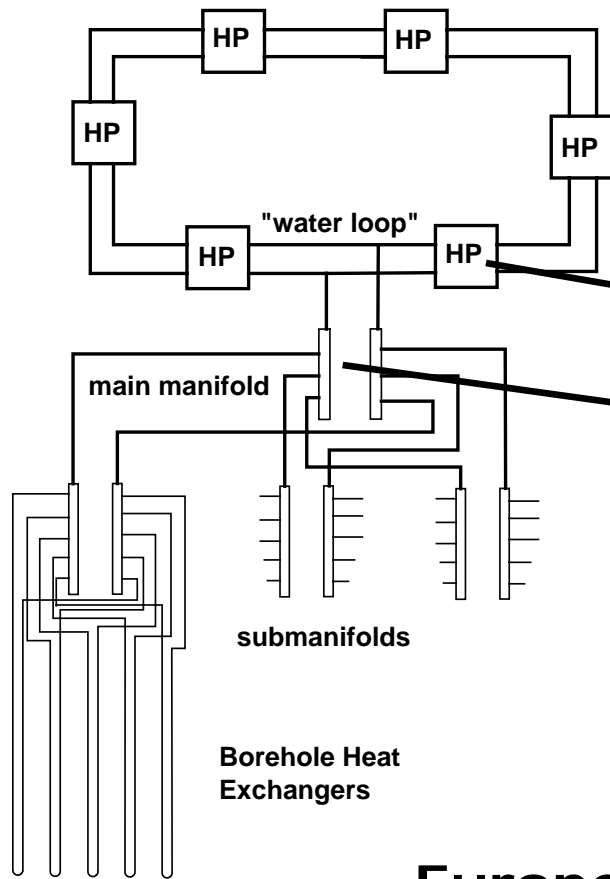 HP
HP
HP
HP
"water loop"
HP
HP
main manifold
submanifolds
Borehole Heat
Exchangers